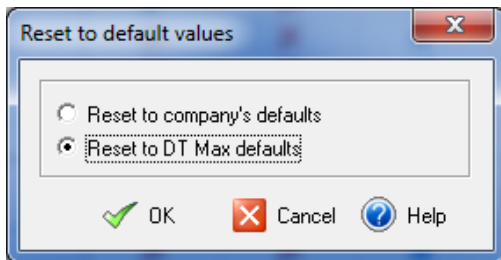 Reset to default values
Reset to company's defaults
Reset to DT Max defaults
OK Cancel Help